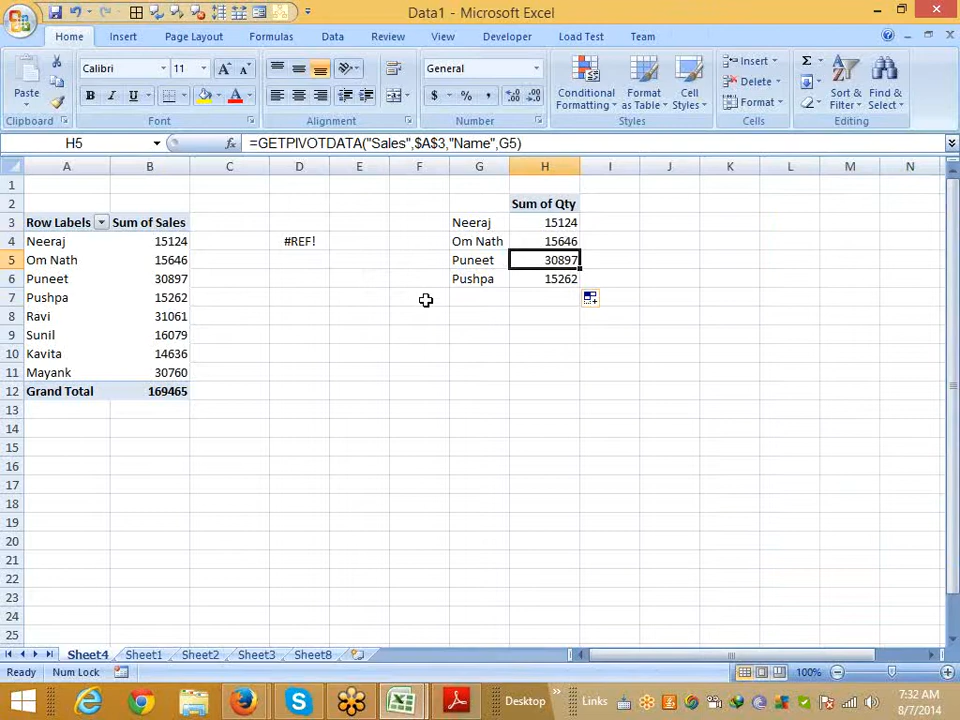 Data1 - Microsoft Excel
Home Insert Page Layout Formulas Data Review View Developer Load Test Team
Paste Calibri 11 A A General Conditional Formatting Format as Table Cell Styles Insert Delete Format Sort & Filter Find & Select
B I U A $ % , .0 .00 .00 .0 Σ
Clipboard Font Alignment Number Styles Cells Editing
H5 fx =GETPIVOTDATA("Sales",$A$3,"Name",G5)
A B C D E F G H I J K L M N
1
2 Sum of Qty
3 Row Labels Sum of Sales Neeraj 15124
4 Neeraj 15124 #REF! Om Nath 15646
5 Om Nath 15646 Puneet 30897
6 Puneet 30897 Pushpa 15262
7 Pushpa 15262
8 Ravi 31061
9 Sunil 16079
10 Kavita 14636
11 Mayank 30760
12 Grand Total 169465
13
14
15
16
17
18
19
20
21
22
23
24
25
Sheet4 Sheet1 Sheet2 Sheet3 Sheet8
Ready Num Lock 100%
Desktop » Links 7:32 AM
8/7/2014